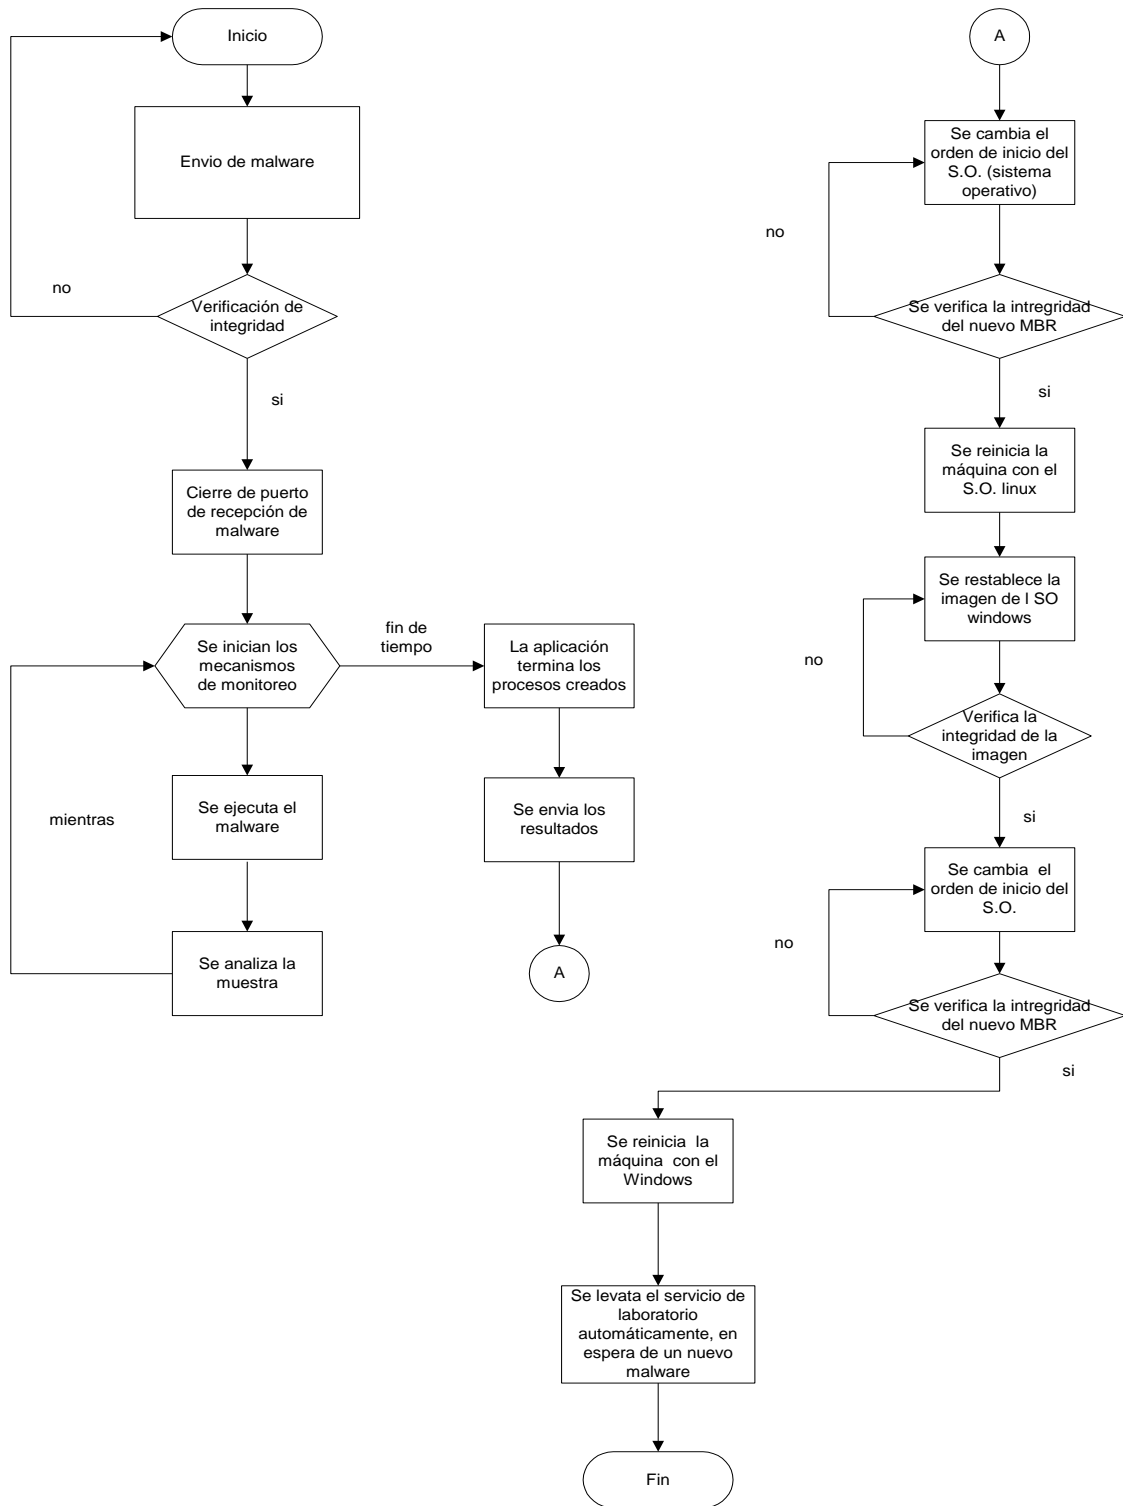 Inicio
Envio de malware
no
Verificación de
integridad
si
Cierre de puerto
de recepción de
malware
Se inician los
mecanismos
de monitoreo
fin de
tiempo
La aplicación
termina los
procesos creados
mientras
Se ejecuta el
malware
Se envia los
resultados
Se analiza la
muestra
A
A
Se cambia el
orden de inicio del
S.O. (sistema
operativo)
no
Se verifica la intregridad
del nuevo MBR
si
Se reinicia la
máquina con el
S.O. linux
Se restablece la
imagen de l SO
windows
no
Verifica la
integridad de la
imagen
si
Se cambia  el
orden de inicio del
S.O.
no
Se verifica la intregridad
del nuevo MBR
si
Se reinicia  la
máquina  con el
Windows
Se levata el servicio de
laboratorio
automáticamente, en
espera de un nuevo
malware
Fin